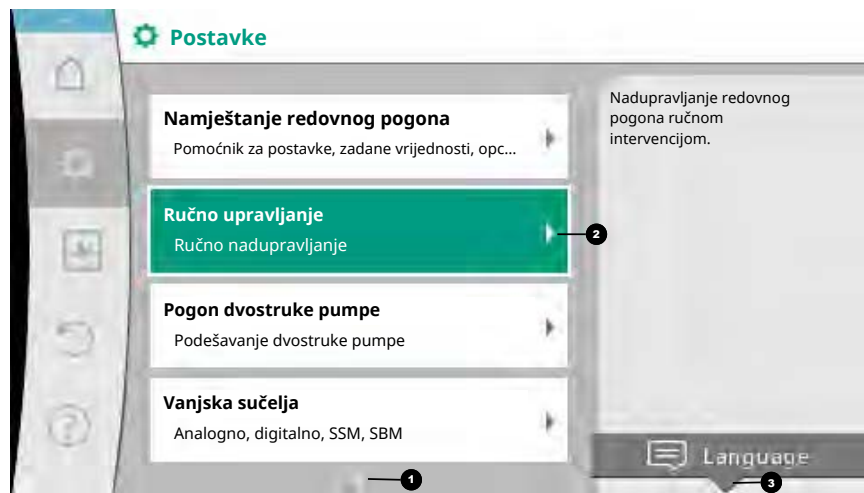 Postavke
Namještanje redovnog pogona
Pomoćnik za postavke, zadane vrijednosti, opc...
Ručno upravljanje
Ručno nadupravljanje
2
Pogon dvostruke pumpe
Podešavanje dvostruke pumpe
Vanjska sučelja
Analogno, digitalno, SSM, SBM
1
Nadupravljanje redovnog
pogona ručnom
intervencijom.
Language
3